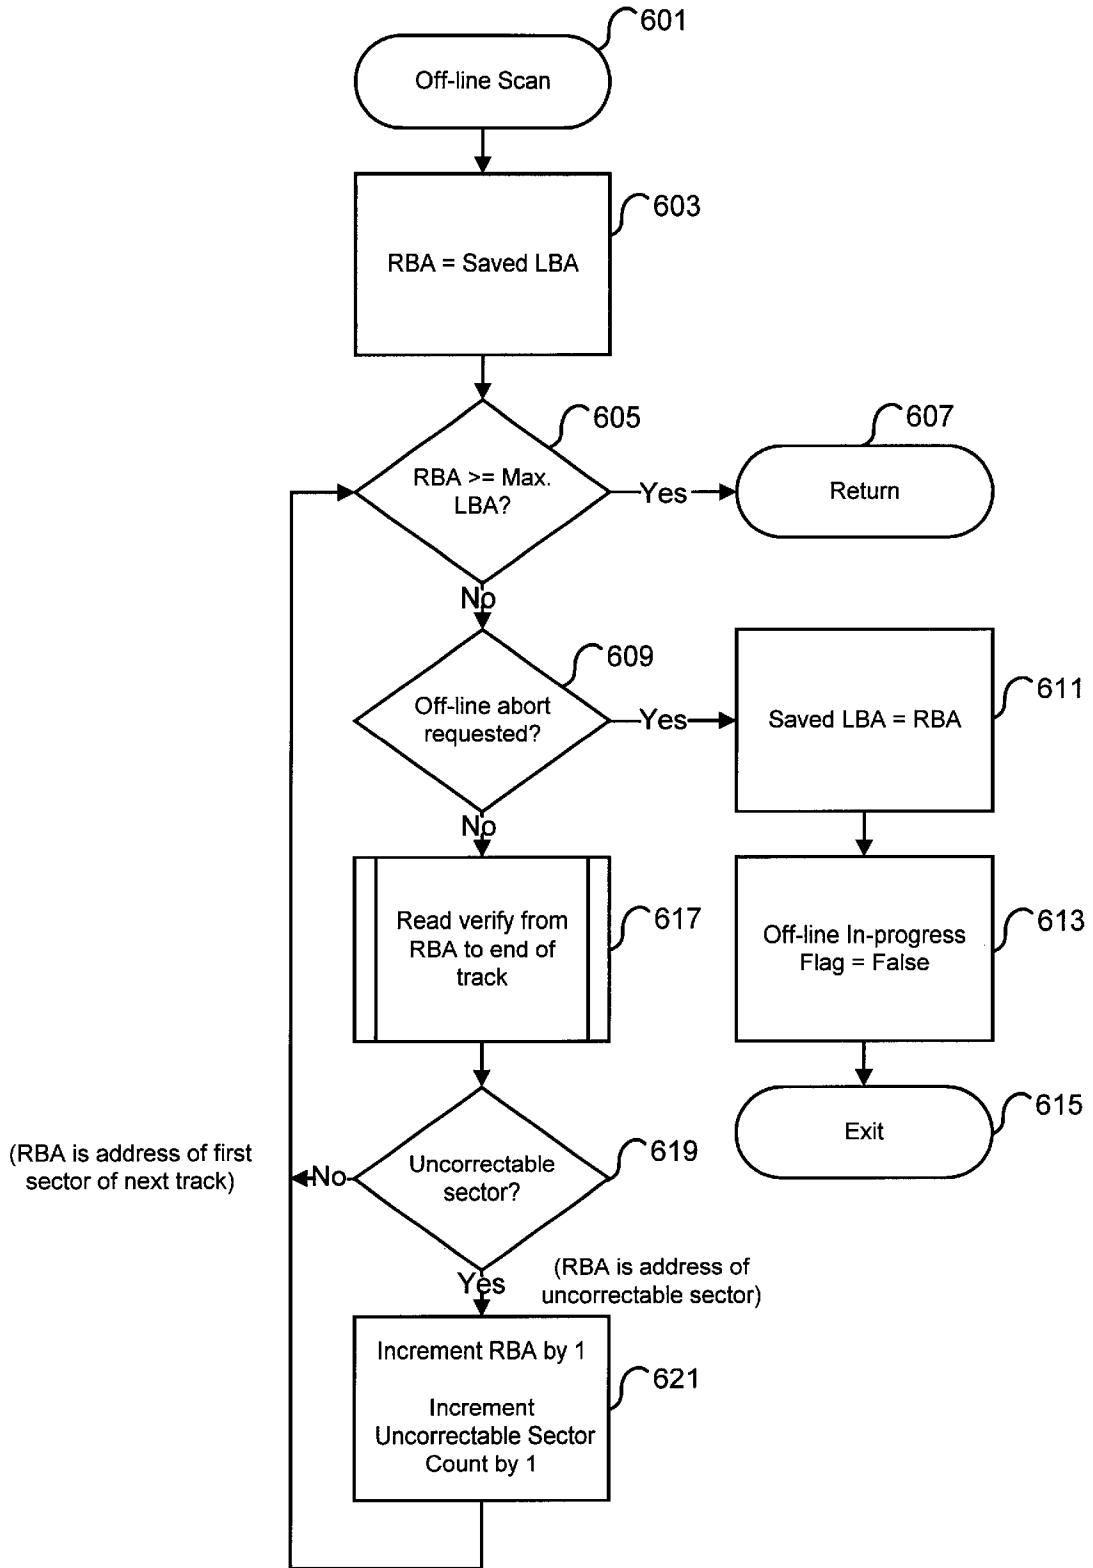 601
Off-line Scan
603
RBA = Saved LBA
605
607
RBA >= Max.
LBA?
Yes
Return
No
609
Off-line abort
requested?
Yes
Saved LBA = RBA
611
No
Read verify from
RBA to end of
track
617
Off-line In-progress
Flag = False
613
Exit
615
(RBA is address of first
sector of next track)
No
Uncorrectable
sector?
619
Yes
(RBA is address of
uncorrectable sector)
Increment RBA by 1
Increment
Uncorrectable Sector
Count by 1
621